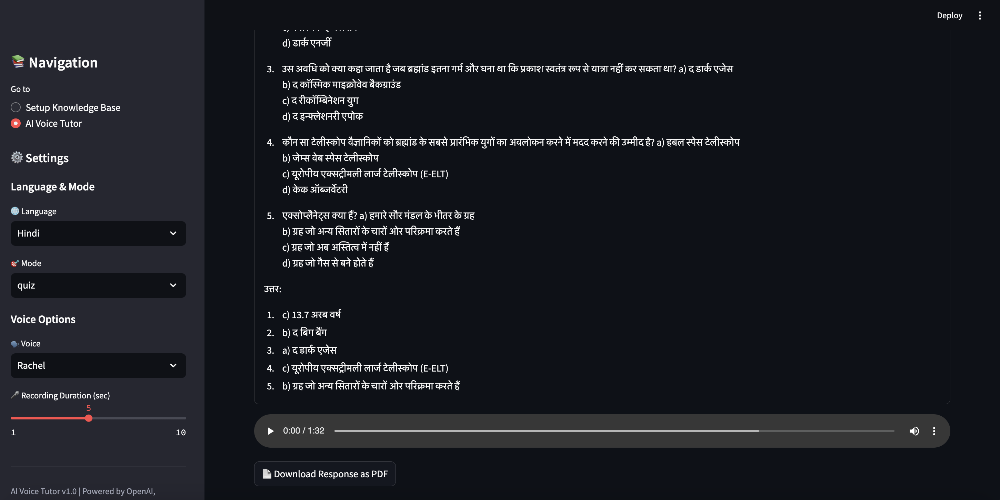 Deploy
📚 Navigation
Go to
Setup Knowledge Base
AI Voice Tutor
⚙️ Settings
Language & Mode
🌐 Language
Hindi
🎯 Mode
quiz
Voice Options
🗣️ Voice
Rachel
🎤 Recording Duration (sec)
5
1
10
AI Voice Tutor v1.0 | Powered by OpenAI,
d) डार्क एनर्जी
3. उस अवधि को क्या कहा जाता है जब ब्रह्मांड इतना गर्म और घना था कि प्रकाश स्वतंत्र रूप से यात्रा नहीं कर सकता था? a) द डार्क एजेस
b) द कॉस्मिक माइक्रोवेव बैकग्राउंड
c) द रीकॉम्बिनेशन युग
d) द इन्फ्लेशनरी एपोक
4. कौन सा टेलीस्कोप वैज्ञानिकों को ब्रह्मांड के सबसे प्रारंभिक युगों का अवलोकन करने में मदद करने की उम्मीद है? a) हबल स्पेस टेलीस्कोप
b) जेम्स वेब स्पेस टेलीस्कोप
c) यूरोपीय एक्सट्रीमली लार्ज टेलीस्कोप (E-ELT)
d) केक ऑब्जर्वेटरी
5. एक्सोप्लैनेट्स क्या हैं? a) हमारे सौर मंडल के भीतर के ग्रह
b) ग्रह जो अन्य सितारों के चारों ओर परिक्रमा करते हैं
c) ग्रह जो अब अस्तित्व में नहीं हैं
d) ग्रह जो गैस से बने होते हैं
उत्तर:
1. c) 13.7 अरब वर्ष
2. b) द बिग बैंग
3. a) द डार्क एजेस
4. c) यूरोपीय एक्सट्रीमली लार्ज टेलीस्कोप (E-ELT)
5. b) ग्रह जो अन्य सितारों के चारों ओर परिक्रमा करते हैं
0:00 / 1:32
📄 Download Response as PDF